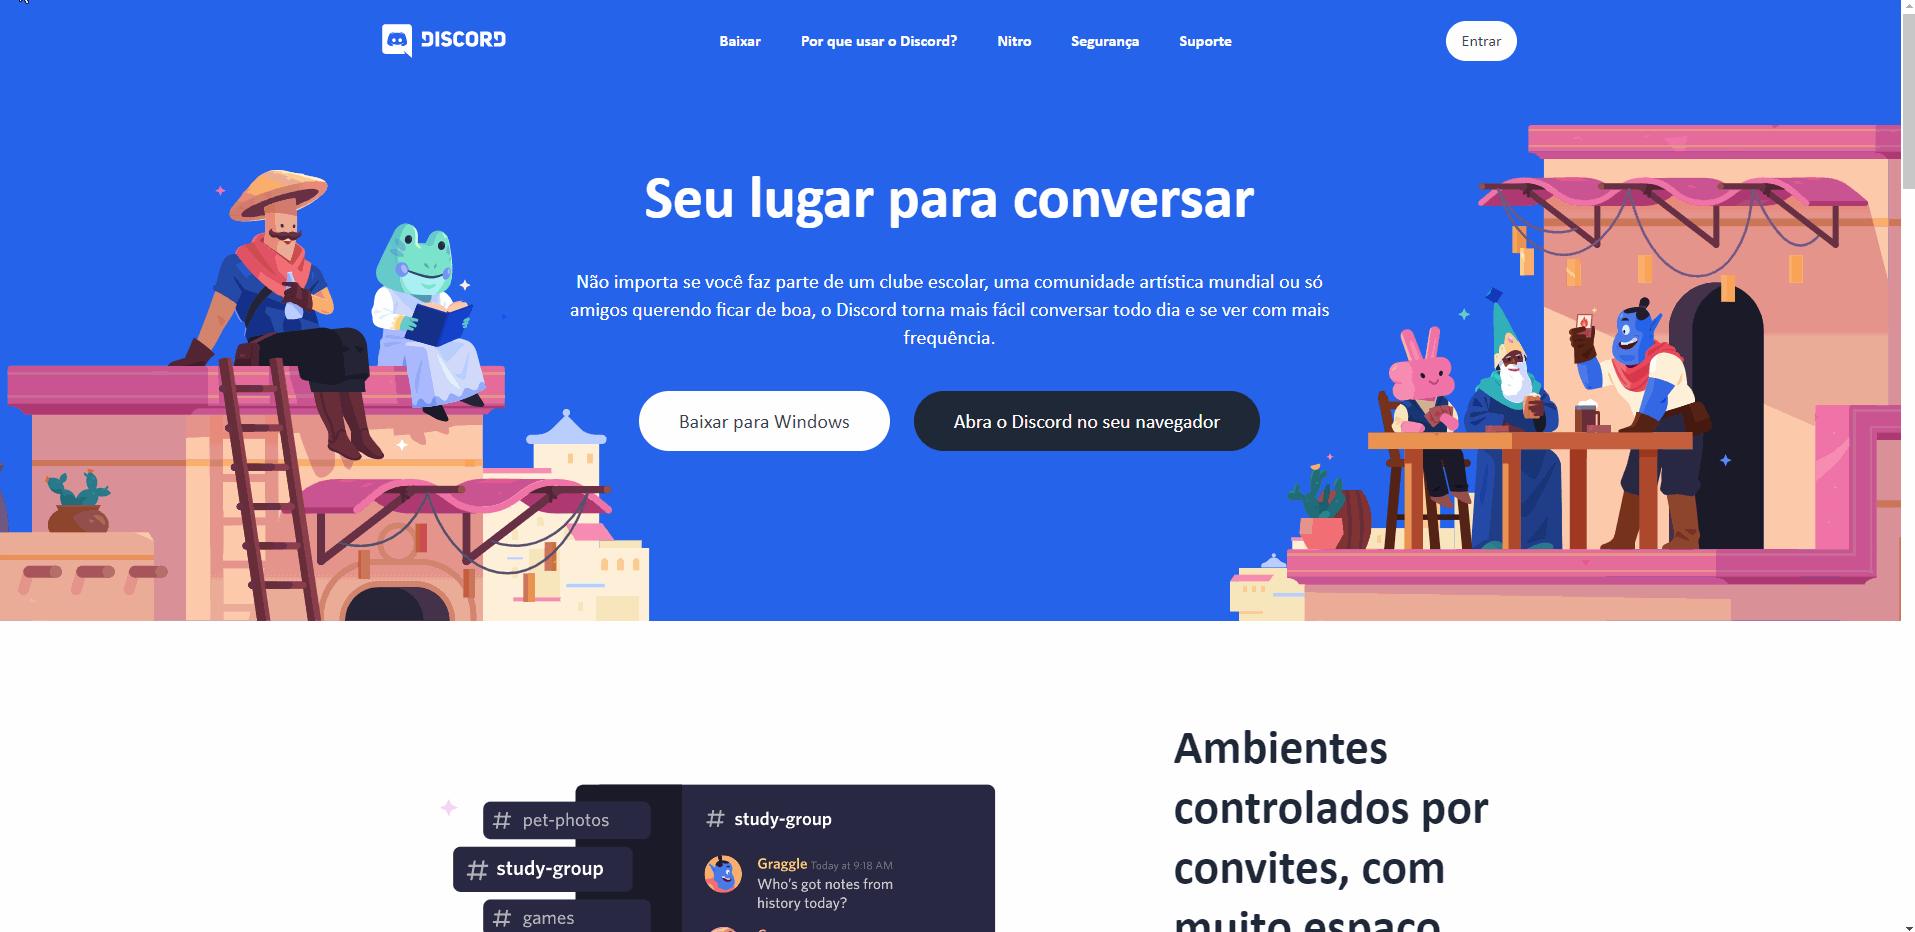 DISCORD
Baixar
Por que usar o Discord?
Nitro
Segurança
Suporte
Entrar
Seu lugar para conversar
Não importa se você faz parte de um clube escolar, uma comunidade artística mundial ou só
amigos querendo ficar de boa, o Discord torna mais fácil conversar todo dia e se ver com mais
frequência.
Baixar para Windows
Abra o Discord no seu navegador
# pet-photos
# study-group
# games
# study-group
Graggle Today at 9:18 AM
Who's got notes from
history today?
Ambientes
controlados por
convites, com
muito espaço